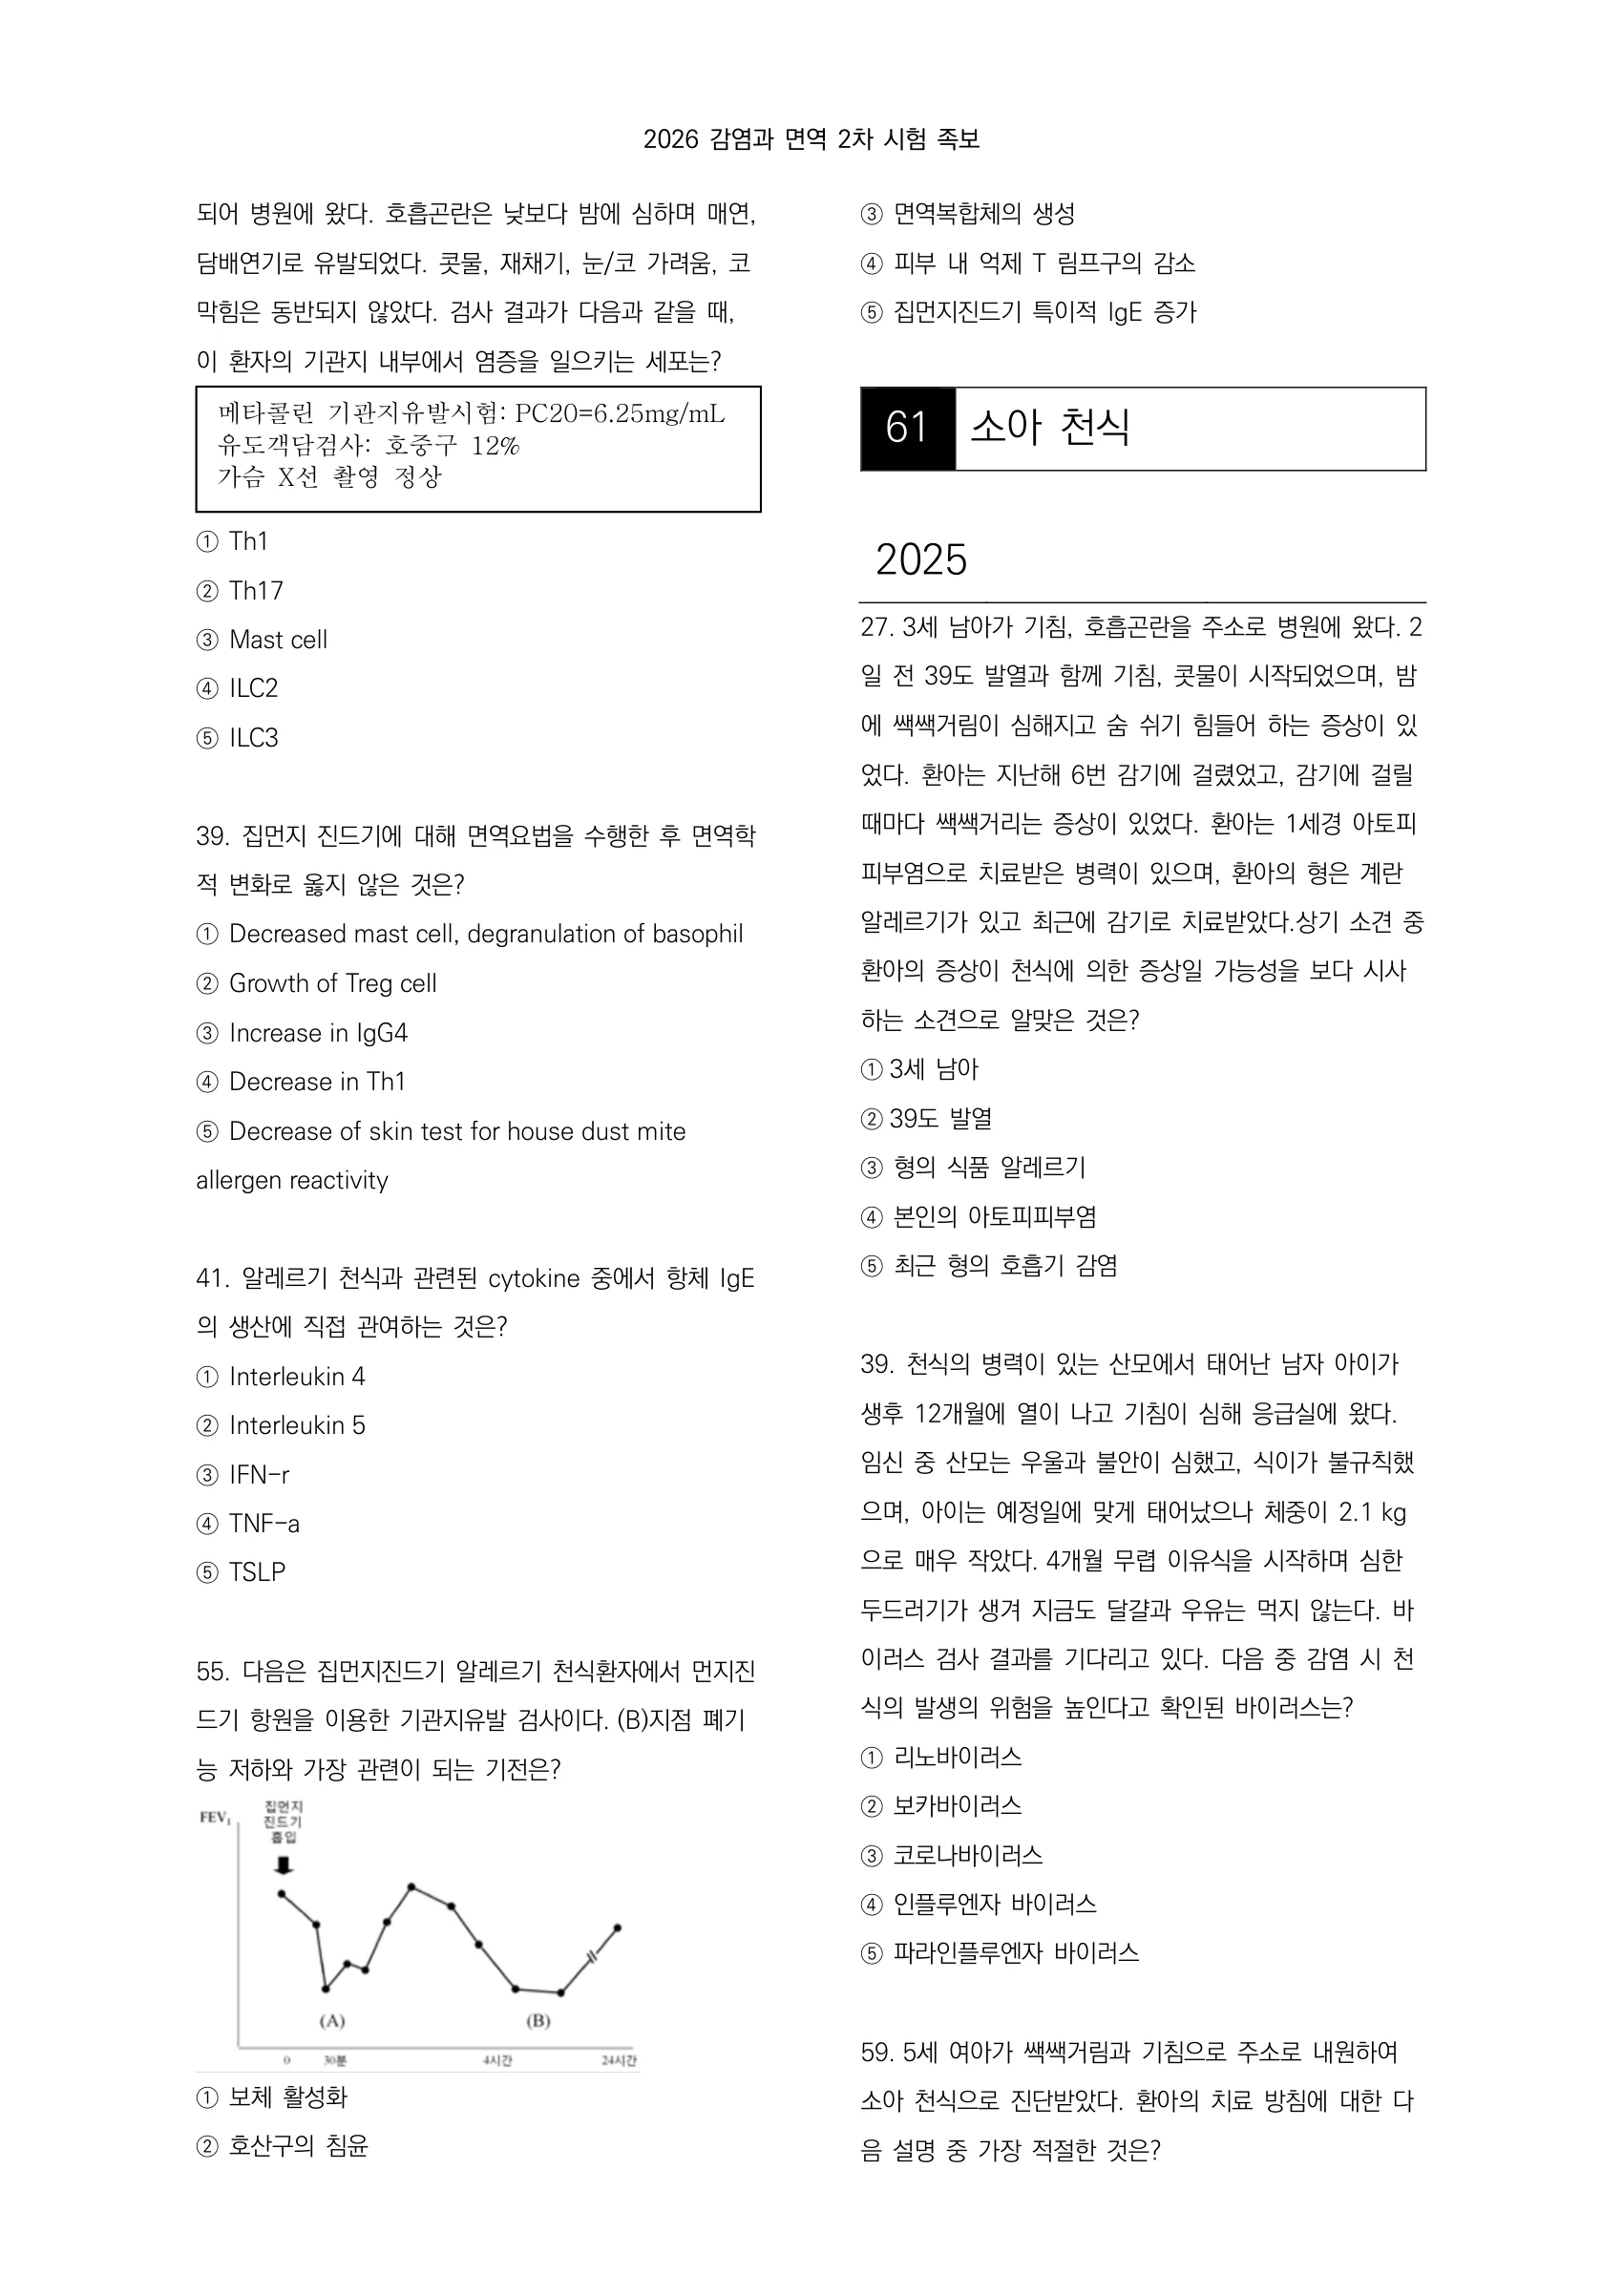 2026 감염과 면역 2차 시험 족보
되어 병원에 왔다. 호흡곤란은 낮보다 밤에 심하며 매연,
담배연기로 유발되었다. 콧물, 재채기, 눈/코 가려움, 코
막힘은 동반되지 않았다. 검사 결과가 다음과 같을 때,
이 환자의 기관지 내부에서 염증을 일으키는 세포는?
메타콜린 기관지유발시험: PC20=6.25mg/mL
유도객담검사: 호중구 12%
가슴 X선 촬영 정상
① Th1
② Th17
③ Mast cell
④ ILC2
⑤ ILC3
39. 집먼지 진드기에 대해 면역요법을 수행한 후 면역학
적 변화로 옳지 않은 것은?
① Decreased mast cell, degranulation of basophil
② Growth of Treg cell
③ Increase in IgG4
④ Decrease in Th1
⑤ Decrease of skin test for house dust mite
allergen reactivity
41. 알레르기 천식과 관련된 cytokine 중에서 항체 IgE
의 생산에 직접 관여하는 것은?
① Interleukin 4
② Interleukin 5
③ IFN-r
④ TNF-a
⑤ TSLP
55. 다음은 집먼지진드기 알레르기 천식환자에서 먼지진
드기 항원을 이용한 기관지유발 검사이다. (B)지점 폐기
능 저하와 가장 관련이 되는 기전은?
집먼지
진드기
흡입
FEV1
(A)
(B)
0 30분 4시간 24시간
① 보체 활성화
② 호산구의 침윤
③ 면역복합체의 생성
④ 피부 내 억제 T 림프구의 감소
⑤ 집먼지진드기 특이적 IgE 증가
61 소아 천식
2025
27. 3세 남아가 기침, 호흡곤란을 주소로 병원에 왔다. 2
일 전 39도 발열과 함께 기침, 콧물이 시작되었으며, 밤
에 쌕쌕거림이 심해지고 숨 쉬기 힘들어 하는 증상이 있
었다. 환아는 지난해 6번 감기에 걸렸었고, 감기에 걸릴
때마다 쌕쌕거리는 증상이 있었다. 환아는 1세경 아토피
피부염으로 치료받은 병력이 있으며, 환아의 형은 계란
알레르기가 있고 최근에 감기로 치료받았다.상기 소견 중
환아의 증상이 천식에 의한 증상일 가능성을 보다 시사
하는 소견으로 알맞은 것은?
① 3세 남아
② 39도 발열
③ 형의 식품 알레르기
④ 본인의 아토피피부염
⑤ 최근 형의 호흡기 감염
39. 천식의 병력이 있는 산모에서 태어난 남자 아이가
생후 12개월에 열이 나고 기침이 심해 응급실에 왔다.
임신 중 산모는 우울과 불안이 심했고, 식이가 불규칙했
으며, 아이는 예정일에 맞게 태어났으나 체중이 2.1 kg
으로 매우 작았다. 4개월 무렵 이유식을 시작하며 심한
두드러기가 생겨 지금도 달걀과 우유는 먹지 않는다. 바
이러스 검사 결과를 기다리고 있다. 다음 중 감염 시 천
식의 발생의 위험을 높인다고 확인된 바이러스는?
① 리노바이러스
② 보카바이러스
③ 코로나바이러스
④ 인플루엔자 바이러스
⑤ 파라인플루엔자 바이러스
59. 5세 여아가 쌕쌕거림과 기침으로 주소로 내원하여
소아 천식으로 진단받았다. 환아의 치료 방침에 대한 다
음 설명 중 가장 적절한 것은?